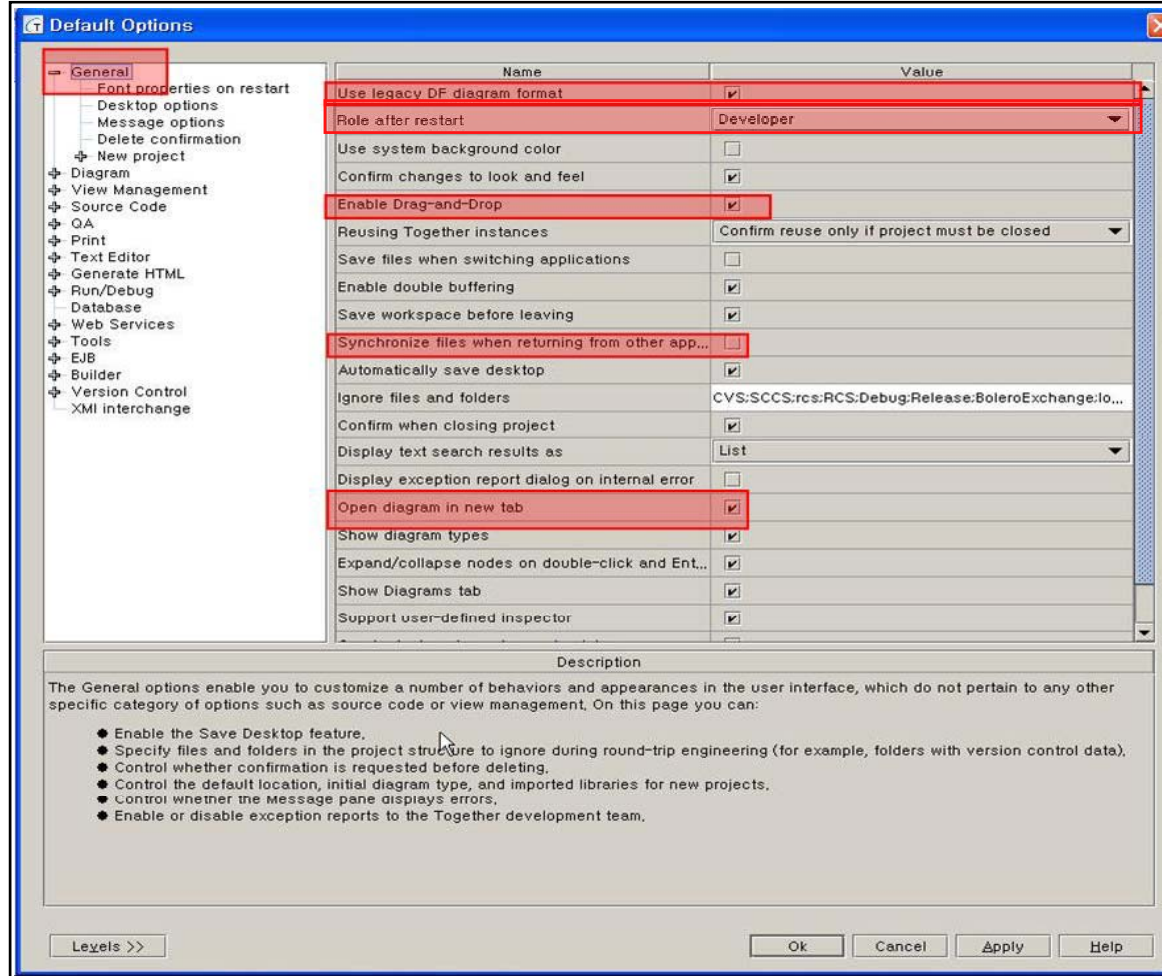 Default Options
General
Font properties on restart
Desktop options
Message options
Delete confirmation
New project
Diagram
View Management
Source Code
QA
Print
Text Editor
Generate HTML
Run/Debug
Database
Web Services
Tools
EJB
Builder
Version Control
XMI interchange
Name Value
Use legacy DF diagram format
Role after restart Developer
Use system background color
Confirm changes to look and feel
Enable Drag-and-Drop
Reusing Together instances Confirm reuse only if project must be closed
Save files when switching applications
Enable double buffering
Save workspace before leaving
Synchronize files when returning from other app...
Automatically save desktop
Ignore files and folders CVS;SCCS;rcs;RCS;Debug;Release;BoleroExchange;lo...
Confirm when closing project
Display text search results as List
Display exception report dialog on internal error
Open diagram in new tab
Show diagram types
Expand/collapse nodes on double-click and Ent...
Show Diagrams tab
Support user-defined inspector
Description
The General options enable you to customize a number of behaviors and appearances in the user interface, which do not pertain to any other
specific category of options such as source code or view management. On this page you can:
● Enable the Save Desktop feature.
● Specify files and folders in the project structure to ignore during round-trip engineering (for example, folders with version control data).
● Control whether confirmation is requested before deleting.
● Control the default location, initial diagram type, and imported libraries for new projects.
● Control whether the Message pane displays errors.
● Enable or disable exception reports to the Together development team.
Levels >> Ok Cancel Apply Help